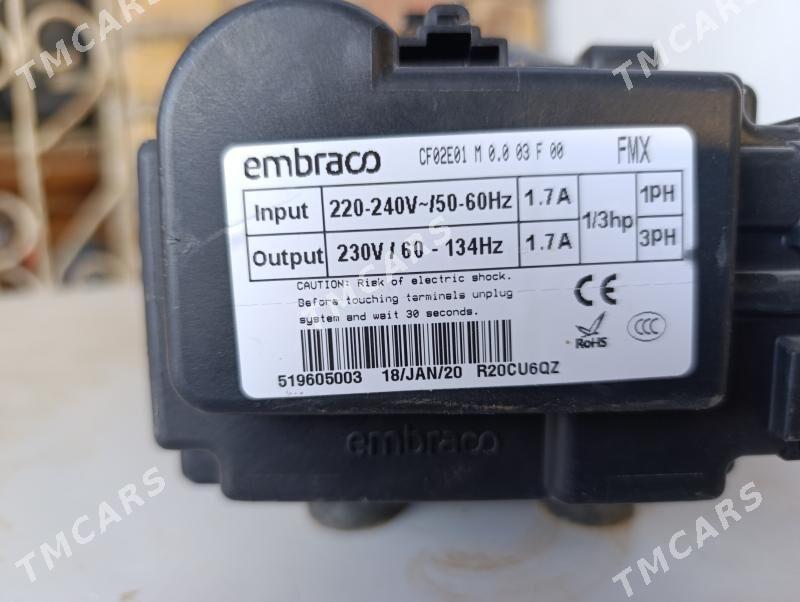 embraco CF02E01 M 0.0 03 F 00 FMX
Input 220-240V~/50-60Hz 1.7A 1/3hp 1PH
Output 230V / 60 - 134Hz 1.7A 3PH
CAUTION: Risk of electric shock.
Before touching terminals unplug
system and wait 30 seconds.
CE
RoHS
CCC
519605003 18/JAN/20 R20CU6QZ
embraco
TMCARS
TMCARS
TMCARS
TMCARS
TMCARS
TMCARS
TMCARS